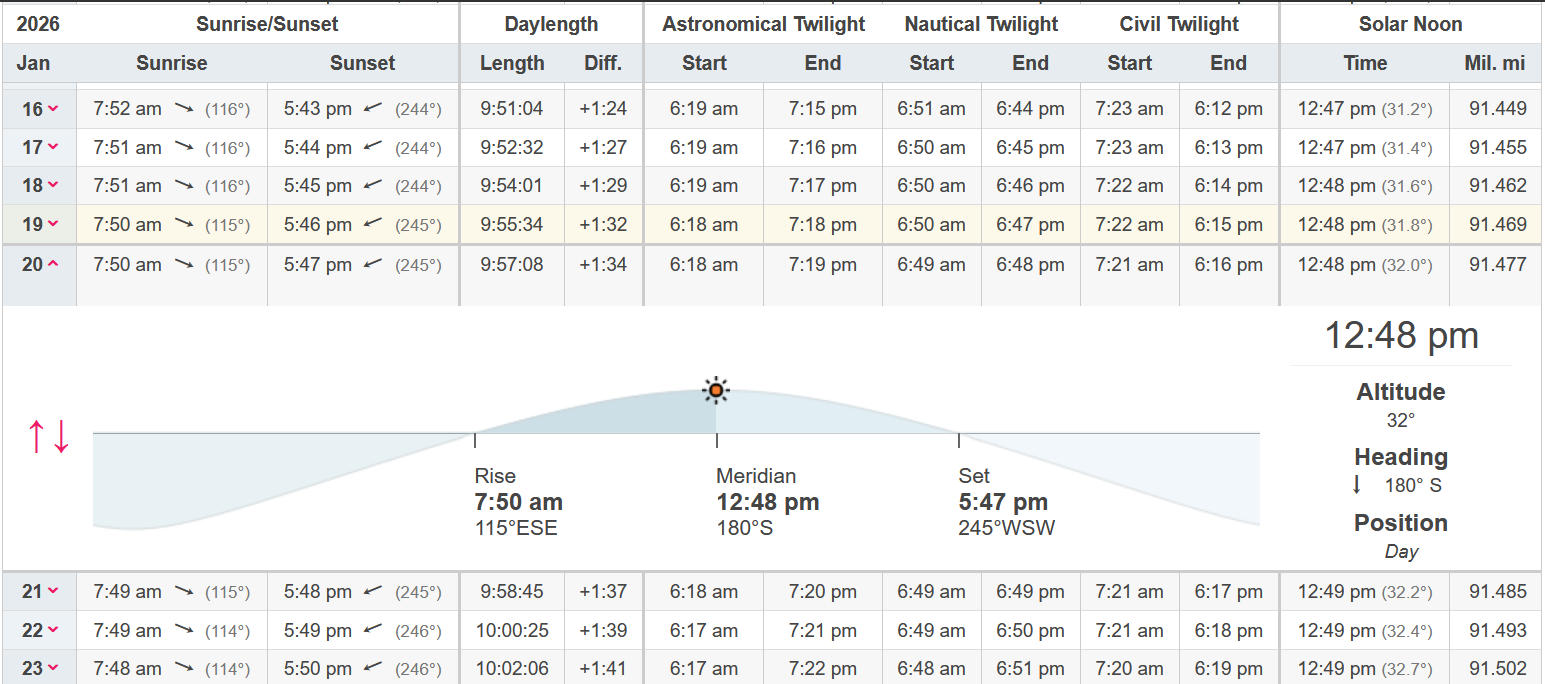 2026 Sunrise/Sunset Daylength Astronomical Twilight Nautical Twilight Civil Twilight Solar Noon
Jan Sunrise Sunset Length Diff. Start End Start End Start End Time Mil. mi
16 7:52 am (116°) 5:43 pm (244°) 9:51:04 +1:24 6:19 am 7:15 pm 6:51 am 6:44 pm 7:23 am 6:12 pm 12:47 pm (31.2°) 91.449
17 7:51 am (116°) 5:44 pm (244°) 9:52:32 +1:27 6:19 am 7:16 pm 6:50 am 6:45 pm 7:23 am 6:13 pm 12:47 pm (31.4°) 91.455
18 7:51 am (116°) 5:45 pm (244°) 9:54:01 +1:29 6:19 am 7:17 pm 6:50 am 6:46 pm 7:22 am 6:14 pm 12:48 pm (31.6°) 91.462
19 7:50 am (115°) 5:46 pm (245°) 9:55:34 +1:32 6:18 am 7:18 pm 6:50 am 6:47 pm 7:22 am 6:15 pm 12:48 pm (31.8°) 91.469
20 7:50 am (115°) 5:47 pm (245°) 9:57:08 +1:34 6:18 am 7:19 pm 6:49 am 6:48 pm 7:21 am 6:16 pm 12:48 pm (32.0°) 91.477
12:48 pm
Altitude
32°
Heading
↓ 180° S
Position
Day
Rise Meridian Set
7:50 am 12:48 pm 5:47 pm
115°ESE 180°S 245°WSW
21 7:49 am (115°) 5:48 pm (245°) 9:58:45 +1:37 6:18 am 7:20 pm 6:49 am 6:49 pm 7:21 am 6:17 pm 12:49 pm (32.2°) 91.485
22 7:49 am (114°) 5:49 pm (246°) 10:00:25 +1:39 6:17 am 7:21 pm 6:49 am 6:50 pm 7:21 am 6:18 pm 12:49 pm (32.4°) 91.493
23 7:48 am (114°) 5:50 pm (246°) 10:02:06 +1:41 6:17 am 7:22 pm 6:48 am 6:51 pm 7:20 am 6:19 pm 12:49 pm (32.7°) 91.502